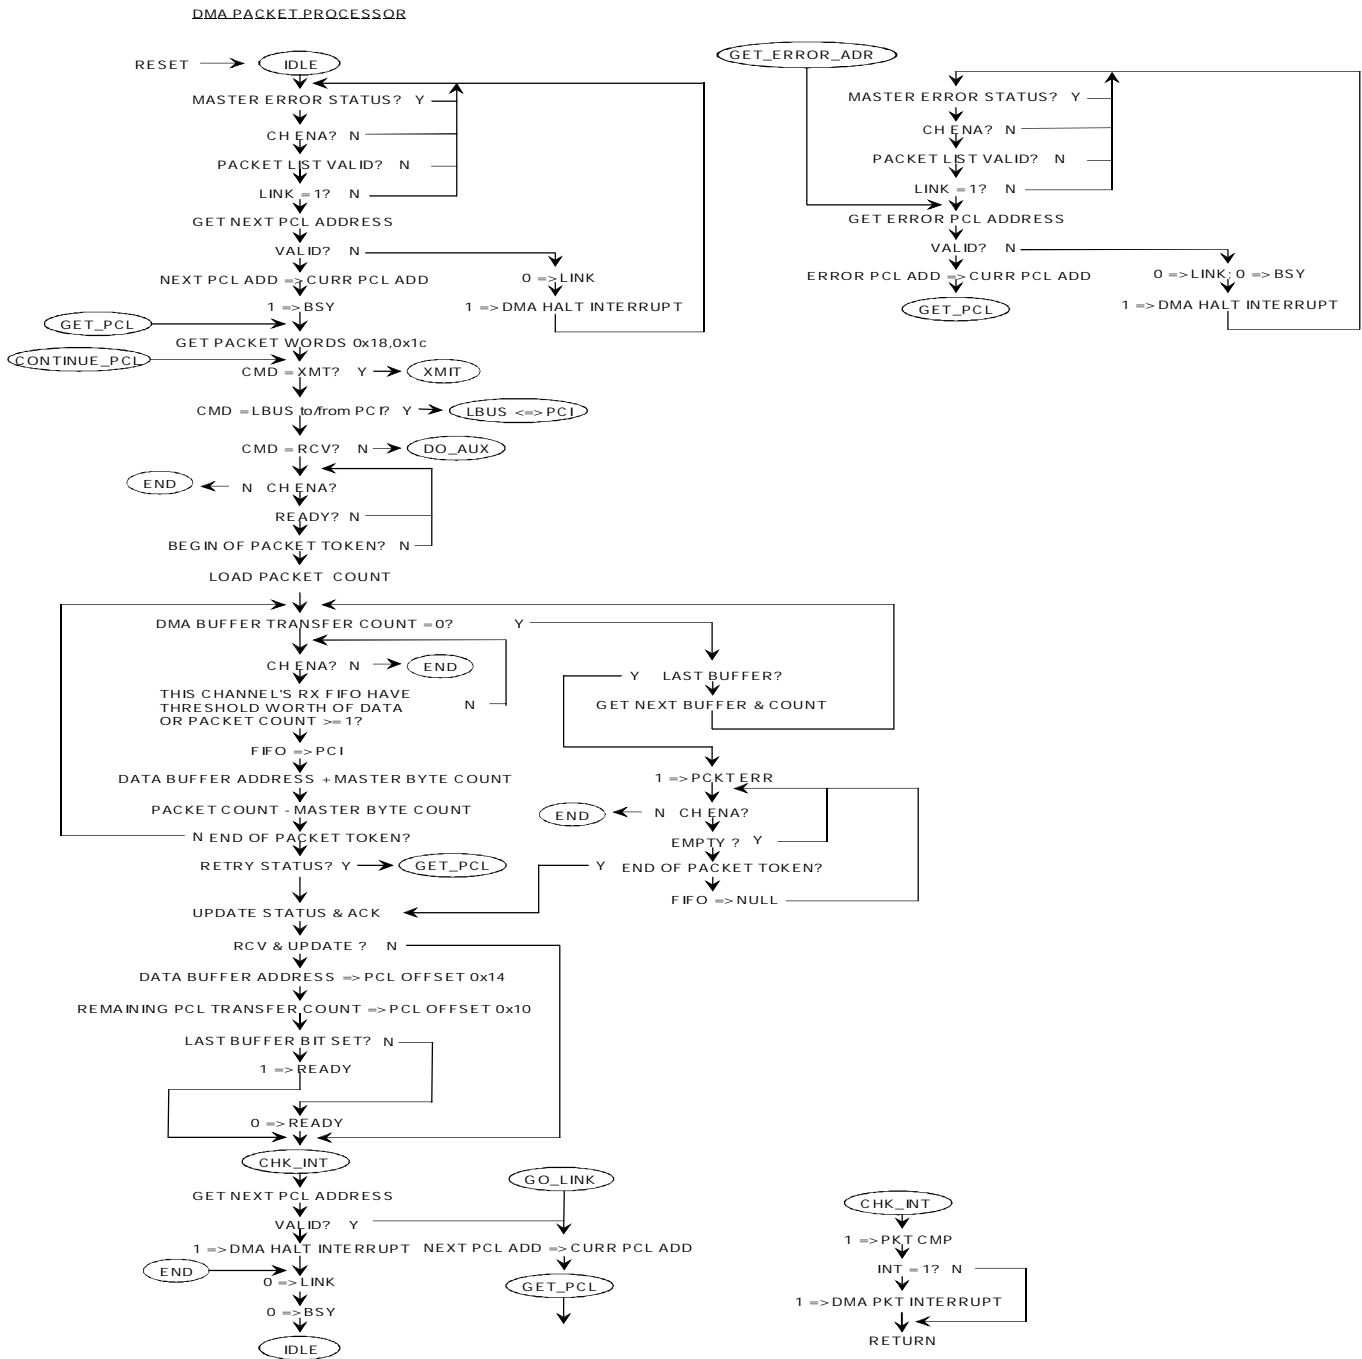 DMA PACKET PROCESSOR
RESET
IDLE
MASTER ERROR STATUS? Y
CH ENA? N
PACKET LIST VALID? N
LINK = 1? N
GET NEXT PCL ADDRESS
VALID? N
NEXT PCL ADD => CURR PCL ADD
1 => BSY
0 => LINK
1 => DMA HALT INTERRUPT
GET_PCL
GET PACKET WORDS 0x18,0x1c
CONTINUE_PCL
CMD = XMT? Y
XMIT
CMD = LBUS to/from PCI? Y
LBUS <=> PCI
CMD = RCV? N
DO_AUX
END
N CH ENA?
READY? N
BEGIN OF PACKET TOKEN? N
LOAD PACKET COUNT
DMA BUFFER TRANSFER COUNT = 0? Y
CH ENA? N
END
THIS CHANNEL'S RX FIFO HAVE
THRESHOLD WORTH OF DATA N
OR PACKET COUNT >= 1?
FIFO => PCI
DATA BUFFER ADDRESS + MASTER BYTE COUNT
PACKET COUNT - MASTER BYTE COUNT
N END OF PACKET TOKEN?
RETRY STATUS? Y
GET_PCL
UPDATE STATUS & ACK
RCV & UPDATE ? N
DATA BUFFER ADDRESS => PCL OFFSET 0x14
REMAINING PCL TRANSFER COUNT => PCL OFFSET 0x10
LAST BUFFER BIT SET? N
1 => READY
0 => READY
CHK_INT
GET NEXT PCL ADDRESS
VALID? Y
1 => DMA HALT INTERRUPT
END
0 => LINK
0 => BSY
IDLE
Y LAST BUFFER?
GET NEXT BUFFER & COUNT
1 => PCKT ERR
END
N CH ENA?
EMPTY ? Y
Y END OF PACKET TOKEN?
FIFO => NULL
GO_LINK
NEXT PCL ADD => CURR PCL ADD
GET_PCL
GET_ERROR_ADR
MASTER ERROR STATUS? Y
CH ENA? N
PACKET LIST VALID? N
LINK = 1? N
GET ERROR PCL ADDRESS
VALID? N
ERROR PCL ADD => CURR PCL ADD
GET_PCL
0 => LINK; 0 => BSY
1 => DMA HALT INTERRUPT
CHK_INT
1 => PKT CMP
INT = 1? N
1 => DMA PKT INTERRUPT
RETURN